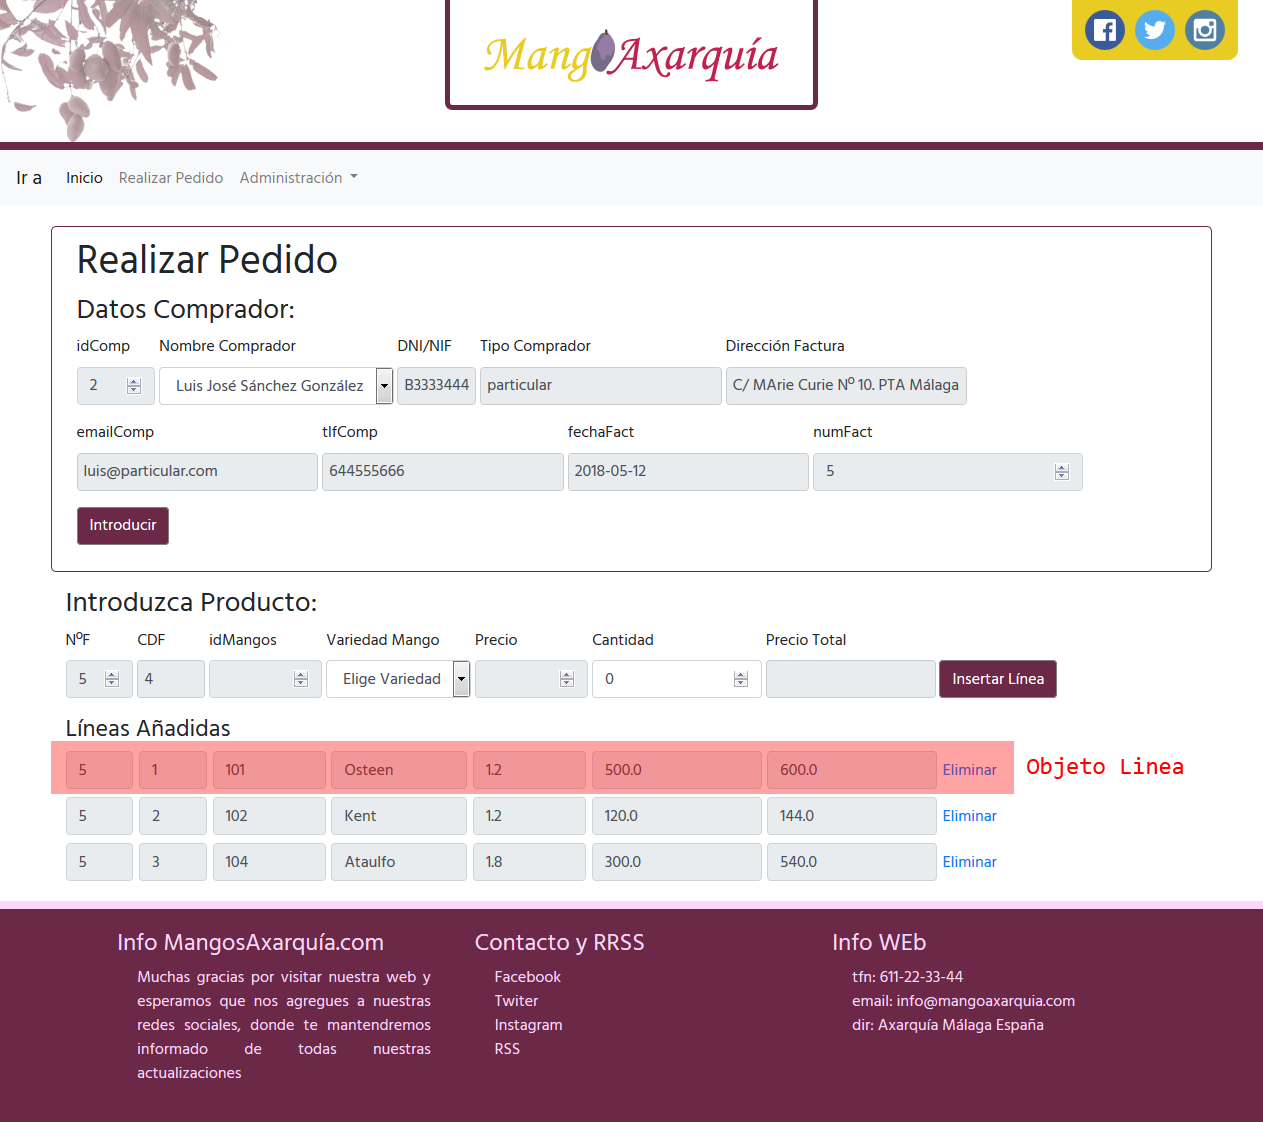 Mang Axarquía
Ir a Inicio Realizar Pedido Administración
Realizar Pedido
Datos Comprador:
idComp Nombre Comprador DNI/NIF Tipo Comprador Dirección Factura
2 Luis José Sánchez González B3333444 particular C/ MArie Curie Nº 10. PTA Málaga
emailComp tlfComp fechaFact numFact
luis@particular.com 644555666 2018-05-12 5
Introducir
Introduzca Producto:
NºF CDF idMangos Variedad Mango Precio Cantidad Precio Total
5 4 Elige Variedad 0 Insertar Línea
Líneas Añadidas
5 1 101 Osteen 1.2 500.0 600.0 Eliminar Objeto Linea
5 2 102 Kent 1.2 120.0 144.0 Eliminar
5 3 104 Ataulfo 1.8 300.0 540.0 Eliminar
Info MangosAxarquía.com
Muchas gracias por visitar nuestra web y
esperamos que nos agregues a nuestras
redes sociales, donde te mantendremos
informado de todas nuestras
actualizaciones
Contacto y RRSS
Facebook
Twiter
Instagram
RSS
Info WEb
tfn: 611-22-33-44
email: info@mangoaxarquia.com
dir: Axarquía Málaga España